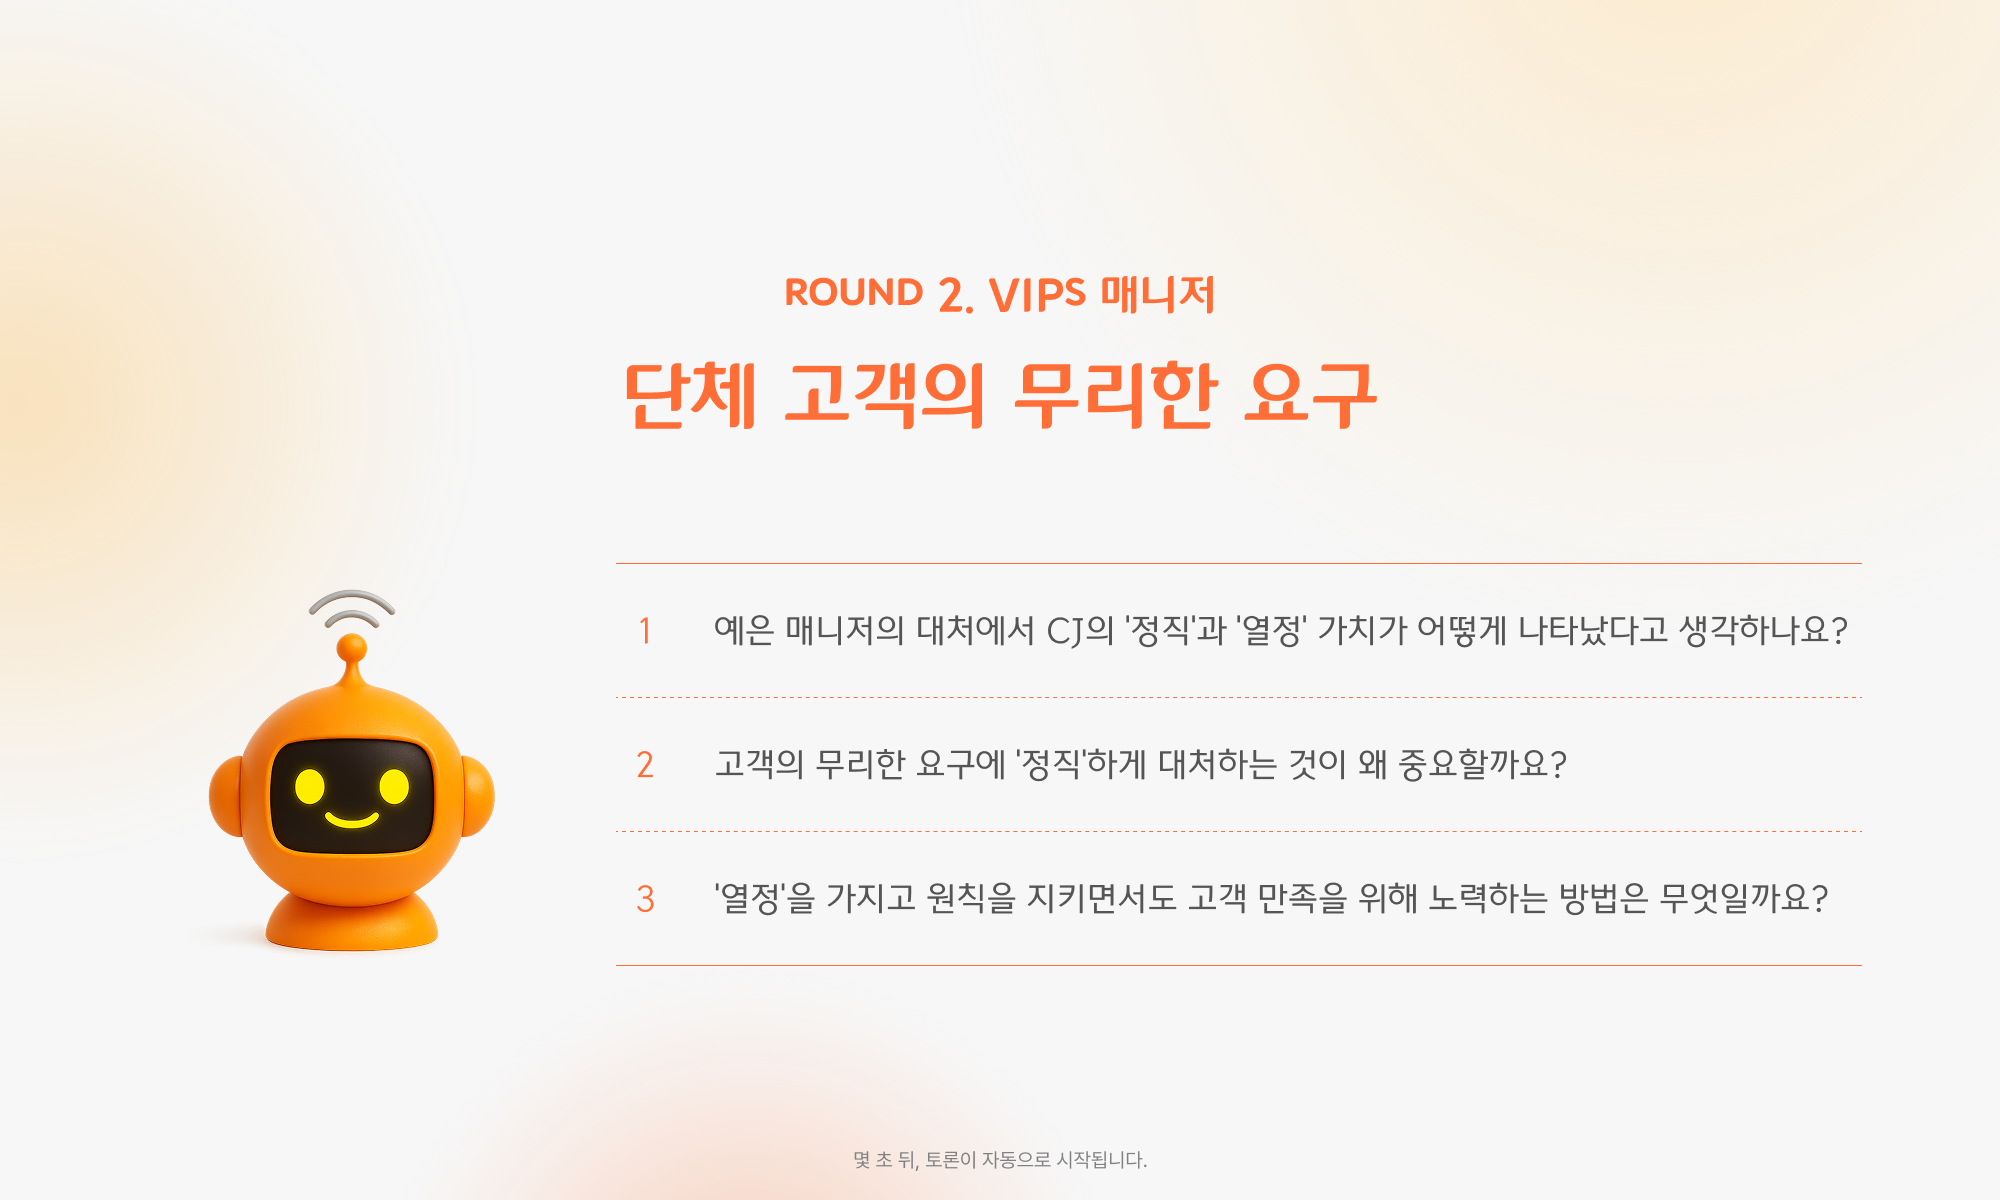 ROUND 2. VIPS 매니저
단체 고객의 무리한 요구
1 예은 매니저의 대처에서 CJ의 '정직'과 '열정' 가치가 어떻게 나타났다고 생각하나요?
2 고객의 무리한 요구에 '정직'하게 대처하는 것이 왜 중요할까요?
3 '열정'을 가지고 원칙을 지키면서도 고객 만족을 위해 노력하는 방법은 무엇일까요?
몇 초 뒤, 토론이 자동으로 시작됩니다.